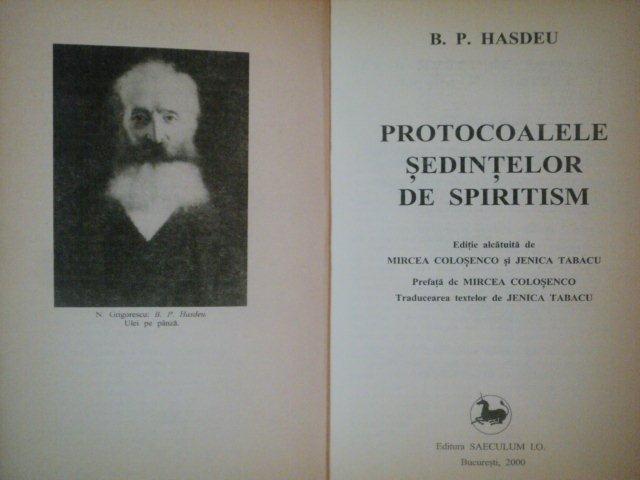 N. Grigorescu: B. P. Hasdeu.
Ulei pe pânză.
B. P. HASDEU
PROTOCOALELE
ȘEDINȚELOR
DE SPIRITISM
Ediție alcătuită de
MIRCEA COLOȘENCO și JENICA TABACU
Prefață de MIRCEA COLOȘENCO
Traducearea textelor de JENICA TABACU
Editura SAECULUM I.O.
București, 2000